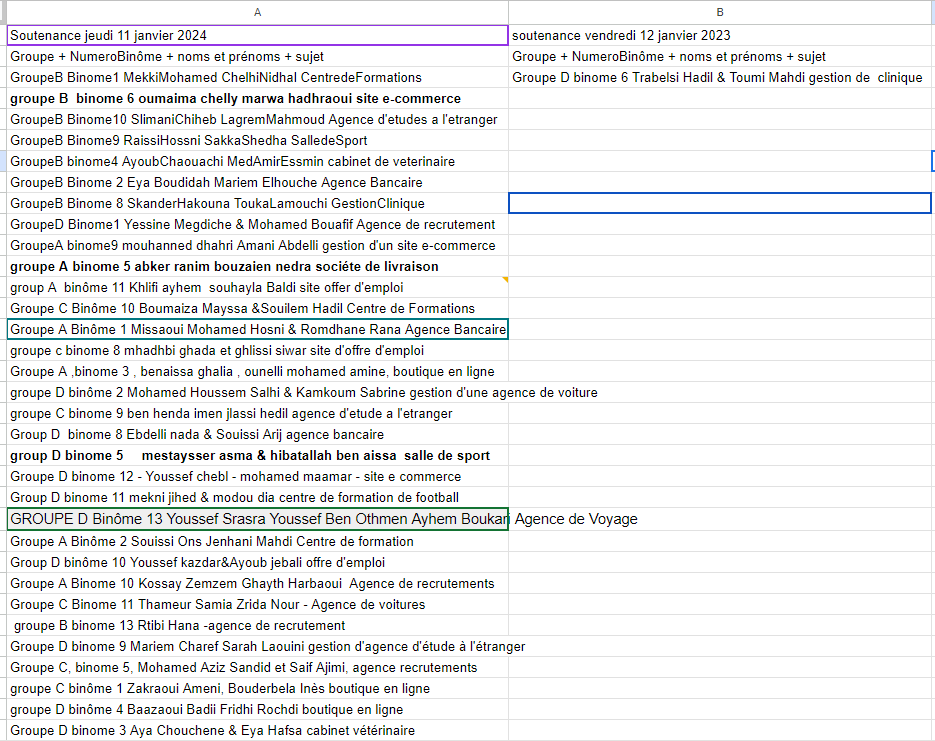 A B
Soutenance jeudi 11 janvier 2024 soutenance vendredi 12 janvier 2023
Groupe + NumeroBinôme + noms et prénoms + sujet Groupe + NumeroBinôme + noms et prénoms + sujet
GroupeB Binome1 MekkiMohamed ChelhiNidhal CentredeFormations Groupe D binome 6 Trabelsi Hadil & Toumi Mahdi gestion de  clinique
groupe B  binome 6 oumaima chelly marwa hadhraoui site e-commerce
GroupeB Binome10 SlimaniChiheb LagremMahmoud Agence d'etudes a l'etranger
GroupeB Binome9 RaissiHossni SakkaShedha SalledeSport
GroupeB binome4 AyoubChaouachi MedAmirEssmin cabinet de veterinaire
GroupeB Binome 2 Eya Boudidah Mariem Elhouche Agence Bancaire
GroupeB Binome 8 SkanderHakouna ToukaLamouchi GestionClinique
GroupeD Binome1 Yessine Megdiche & Mohamed Bouafif Agence de recrutement
GroupeA binome9 mouhanned dhahri Amani Abdelli gestion d'un site e-commerce
groupe A binome 5 abker ranim bouzaien nedra sociéte de livraison
group A  binôme 11 Khlifi ayhem  souhayla Baldi site offer d'emploi
Groupe C Binôme 10 Boumaiza Mayssa &Souilem Hadil Centre de Formations
Groupe A Binôme 1 Missaoui Mohamed Hosni & Romdhane Rana Agence Bancaire
groupe c binome 8 mhadhbi ghada et ghlissi siwar site d'offre d'emploi
Groupe A ,binome 3 , benaissa ghalia , ounelli mohamed amine, boutique en ligne
groupe D binôme 2 Mohamed Houssem Salhi & Kamkoum Sabrine gestion d'une agence de voiture
groupe C binome 9 ben henda imen jlassi hedil agence d'etude a l'etranger
Group D  binome 8 Ebdelli nada & Souissi Arij agence bancaire
group D binome 5     mestaysser asma & hibatallah ben aissa  salle de sport
Groupe D binome 12 - Youssef chebl - mohamed maamar - site e commerce
Group D binome 11 mekni jihed & modou dia centre de formation de football
GROUPE D Binôme 13 Youssef Srasra Youssef Ben Othmen Ayhem Boukari Agence de Voyage
Groupe A Binôme 2 Souissi Ons Jenhani Mahdi Centre de formation
Group D binôme 10 Youssef kazdar&Ayoub jebali offre d'emploi
Groupe A Binome 10 Kossay Zemzem Ghayth Harbaoui  Agence de recrutements
Groupe C Binome 11 Thameur Samia Zrida Nour - Agence de voitures
groupe B binome 13 Rtibi Hana -agence de recrutement
Groupe D binome 9 Mariem Charef Sarah Laouini gestion d'agence d'étude à l'étranger
Groupe C, binome 5, Mohamed Aziz Sandid et Saif Ajimi, agence recrutements
groupe C binôme 1 Zakraoui Ameni, Bouderbela Inès boutique en ligne
groupe D binôme 4 Baazaoui Badii Fridhi Rochdi boutique en ligne
Groupe D binome 3 Aya Chouchene & Eya Hafsa cabinet vétérinaire